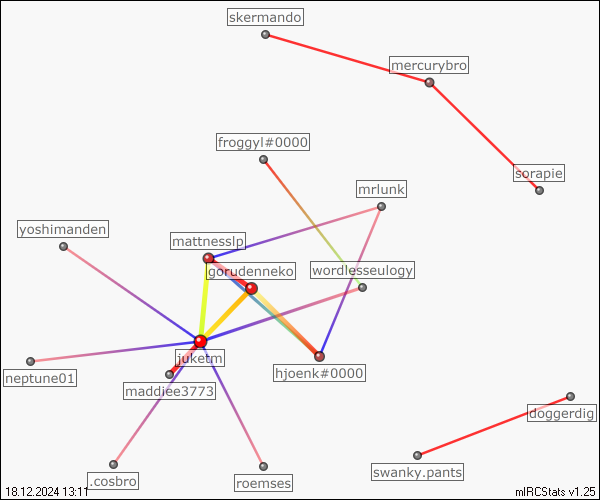 skermando
mercurybro
froggyl#0000
sorapie
mrlunk
yoshimanden
mattnesslp
gorudenneko
wordlesseulogy
juketm
hjoenk#0000
neptune01
maddiee3773
doggerdig
swanky.pants
.cosbro
roemses
18.12.2024 13:11
mIRCStats v1.25